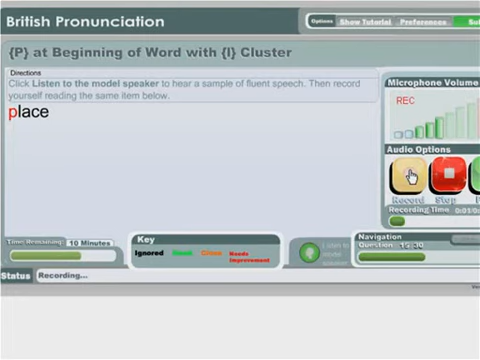 British Pronunciation
Options Show Tutorial Preferences
{P} at Beginning of Word with {l} Cluster
Directions
Click Listen to the model speaker to hear a sample of fluent speech. Then record
yourself reading the same item below.
place
Microphone Volume
REC
Audio Options
Record Stop
Recording Time
Time Remaining: 10 Minutes
Key
Ignored Good Close Needs Improvement
Listen to model speaker
Navigation
Question
Status Recording...